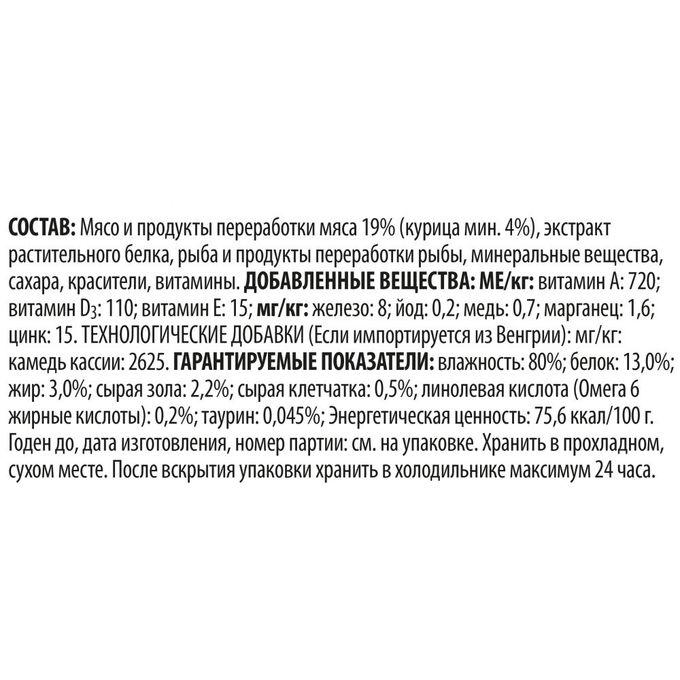 СОСТАВ: Мясо и продукты переработки мяса 19% (курица мин. 4%), экстракт
растительного белка, рыба и продукты переработки рыбы, минеральные вещества,
сахара, красители, витамины. ДОБАВЛЕННЫЕ ВЕЩЕСТВА: МЕ/кг: витамин А: 720;
витамин D₃: 110; витамин Е: 15; мг/кг: железо: 8; йод: 0,2; медь: 0,7; марганец: 1,6;
цинк: 15. ТЕХНОЛОГИЧЕСКИЕ ДОБАВКИ (Если импортируется из Венгрии): мг/кг:
камедь кассии: 2625. ГАРАНТИРУЕМЫЕ ПОКАЗАТЕЛИ: влажность: 80%; белок: 13,0%;
жир: 3,0%; сырая зола: 2,2%; сырая клетчатка: 0,5%; линолевая кислота (Омега 6
жирные кислоты): 0,2%; таурин: 0,045%; Энергетическая ценность: 75,6 ккал/100 г.
Годен до, дата изготовления, номер партии: см. на упаковке. Хранить в прохладном,
сухом месте. После вскрытия упаковки хранить в холодильнике максимум 24 часа.